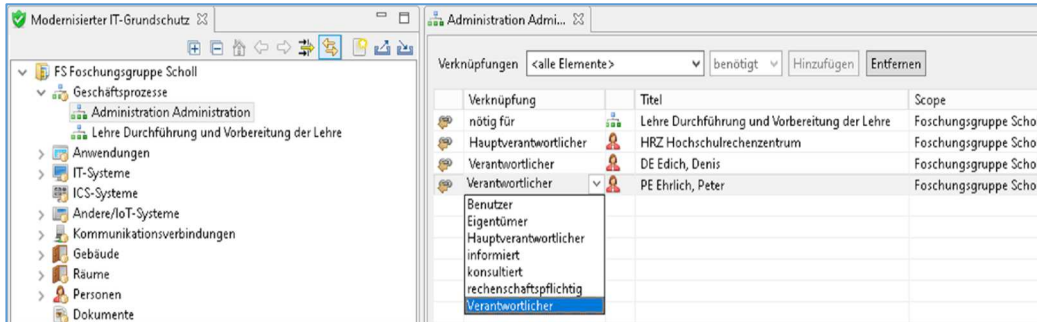 Modernisierter IT-Grundschutz
FS Foschungsgruppe Scholl
Geschäftsprozesse
Administration Administration
Lehre Durchführung und Vorbereitung der Lehre
Anwendungen
IT-Systeme
ICS-Systeme
Andere/IoT-Systeme
Kommunikationsverbindungen
Gebäude
Räume
Personen
Dokumente
Administration Admi...
Verknüpfungen <alle Elemente> benötigt Hinzufügen Entfernen
Verknüpfung Titel Scope
nötig für Lehre Durchführung und Vorbereitung der Lehre Foschungsgruppe Scho
Hauptverantwortlicher HRZ Hochschulrechenzentrum Foschungsgruppe Scho
Verantwortlicher DE Edich, Denis Foschungsgruppe Scho
Verantwortlicher PE Ehrlich, Peter Foschungsgruppe Scho
Benutzer
Eigentümer
Hauptverantwortlicher
informiert
konsultiert
rechenschaftspflichtig
Verantwortlicher